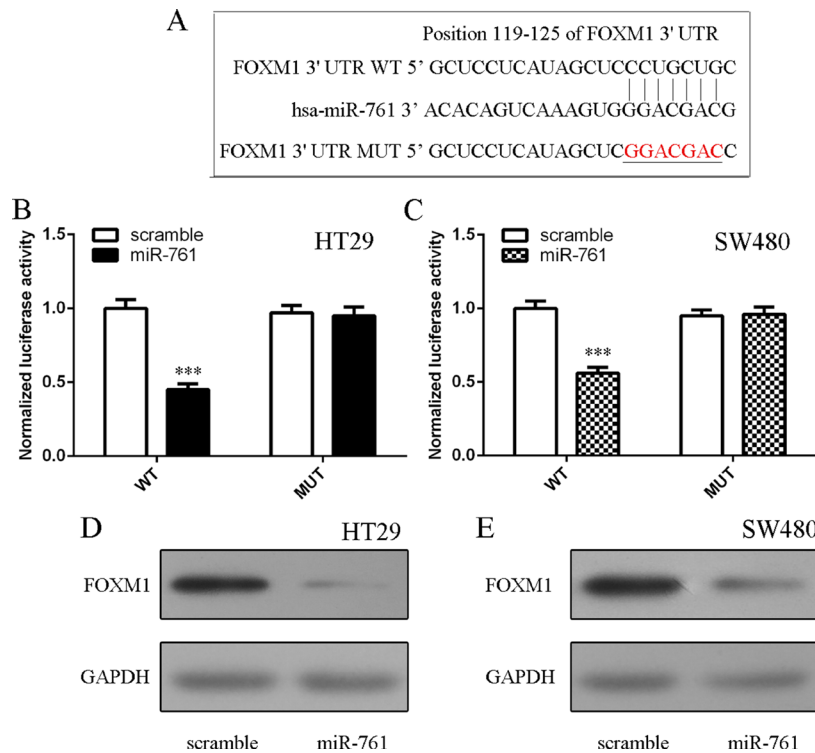 A
Position 119-125 of FOXM1 3' UTR
FOXM1 3' UTR WT 5’ GCUCCUCAUAGCUCCCUGCUGC
hsa-miR-761 3’ ACACAGUCAAAGUGGGACGACG
FOXM1 3’ UTR MUT 5’ GCUCCUCAUAGCUCGGACGACC
B
HT29
scramble
miR-761
Normalized luciferase activity
1.5
1.0
0.5
0.0
***
WT
MUT
C
SW480
scramble
miR-761
Normalized luciferase activity
1.5
1.0
0.5
0.0
***
WT
MUT
D
HT29
FOXM1
GAPDH
scramble
miR-761
E
SW480
FOXM1
GAPDH
scramble
miR-761